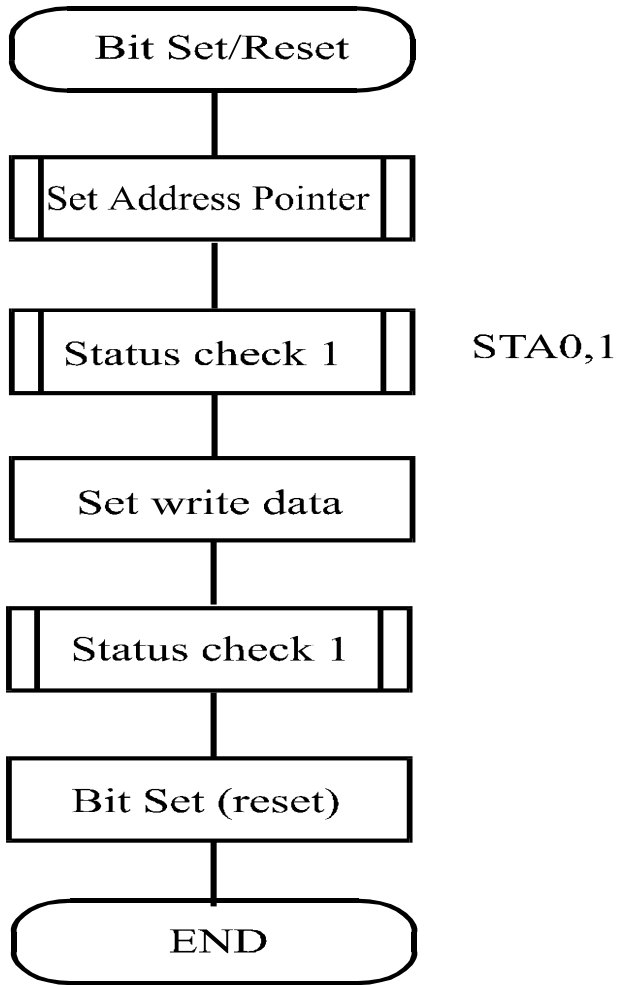 Bit Set/Reset
Set Address Pointer
Status check 1
STA0,1
Set write data
Status check 1
Bit Set (reset)
END